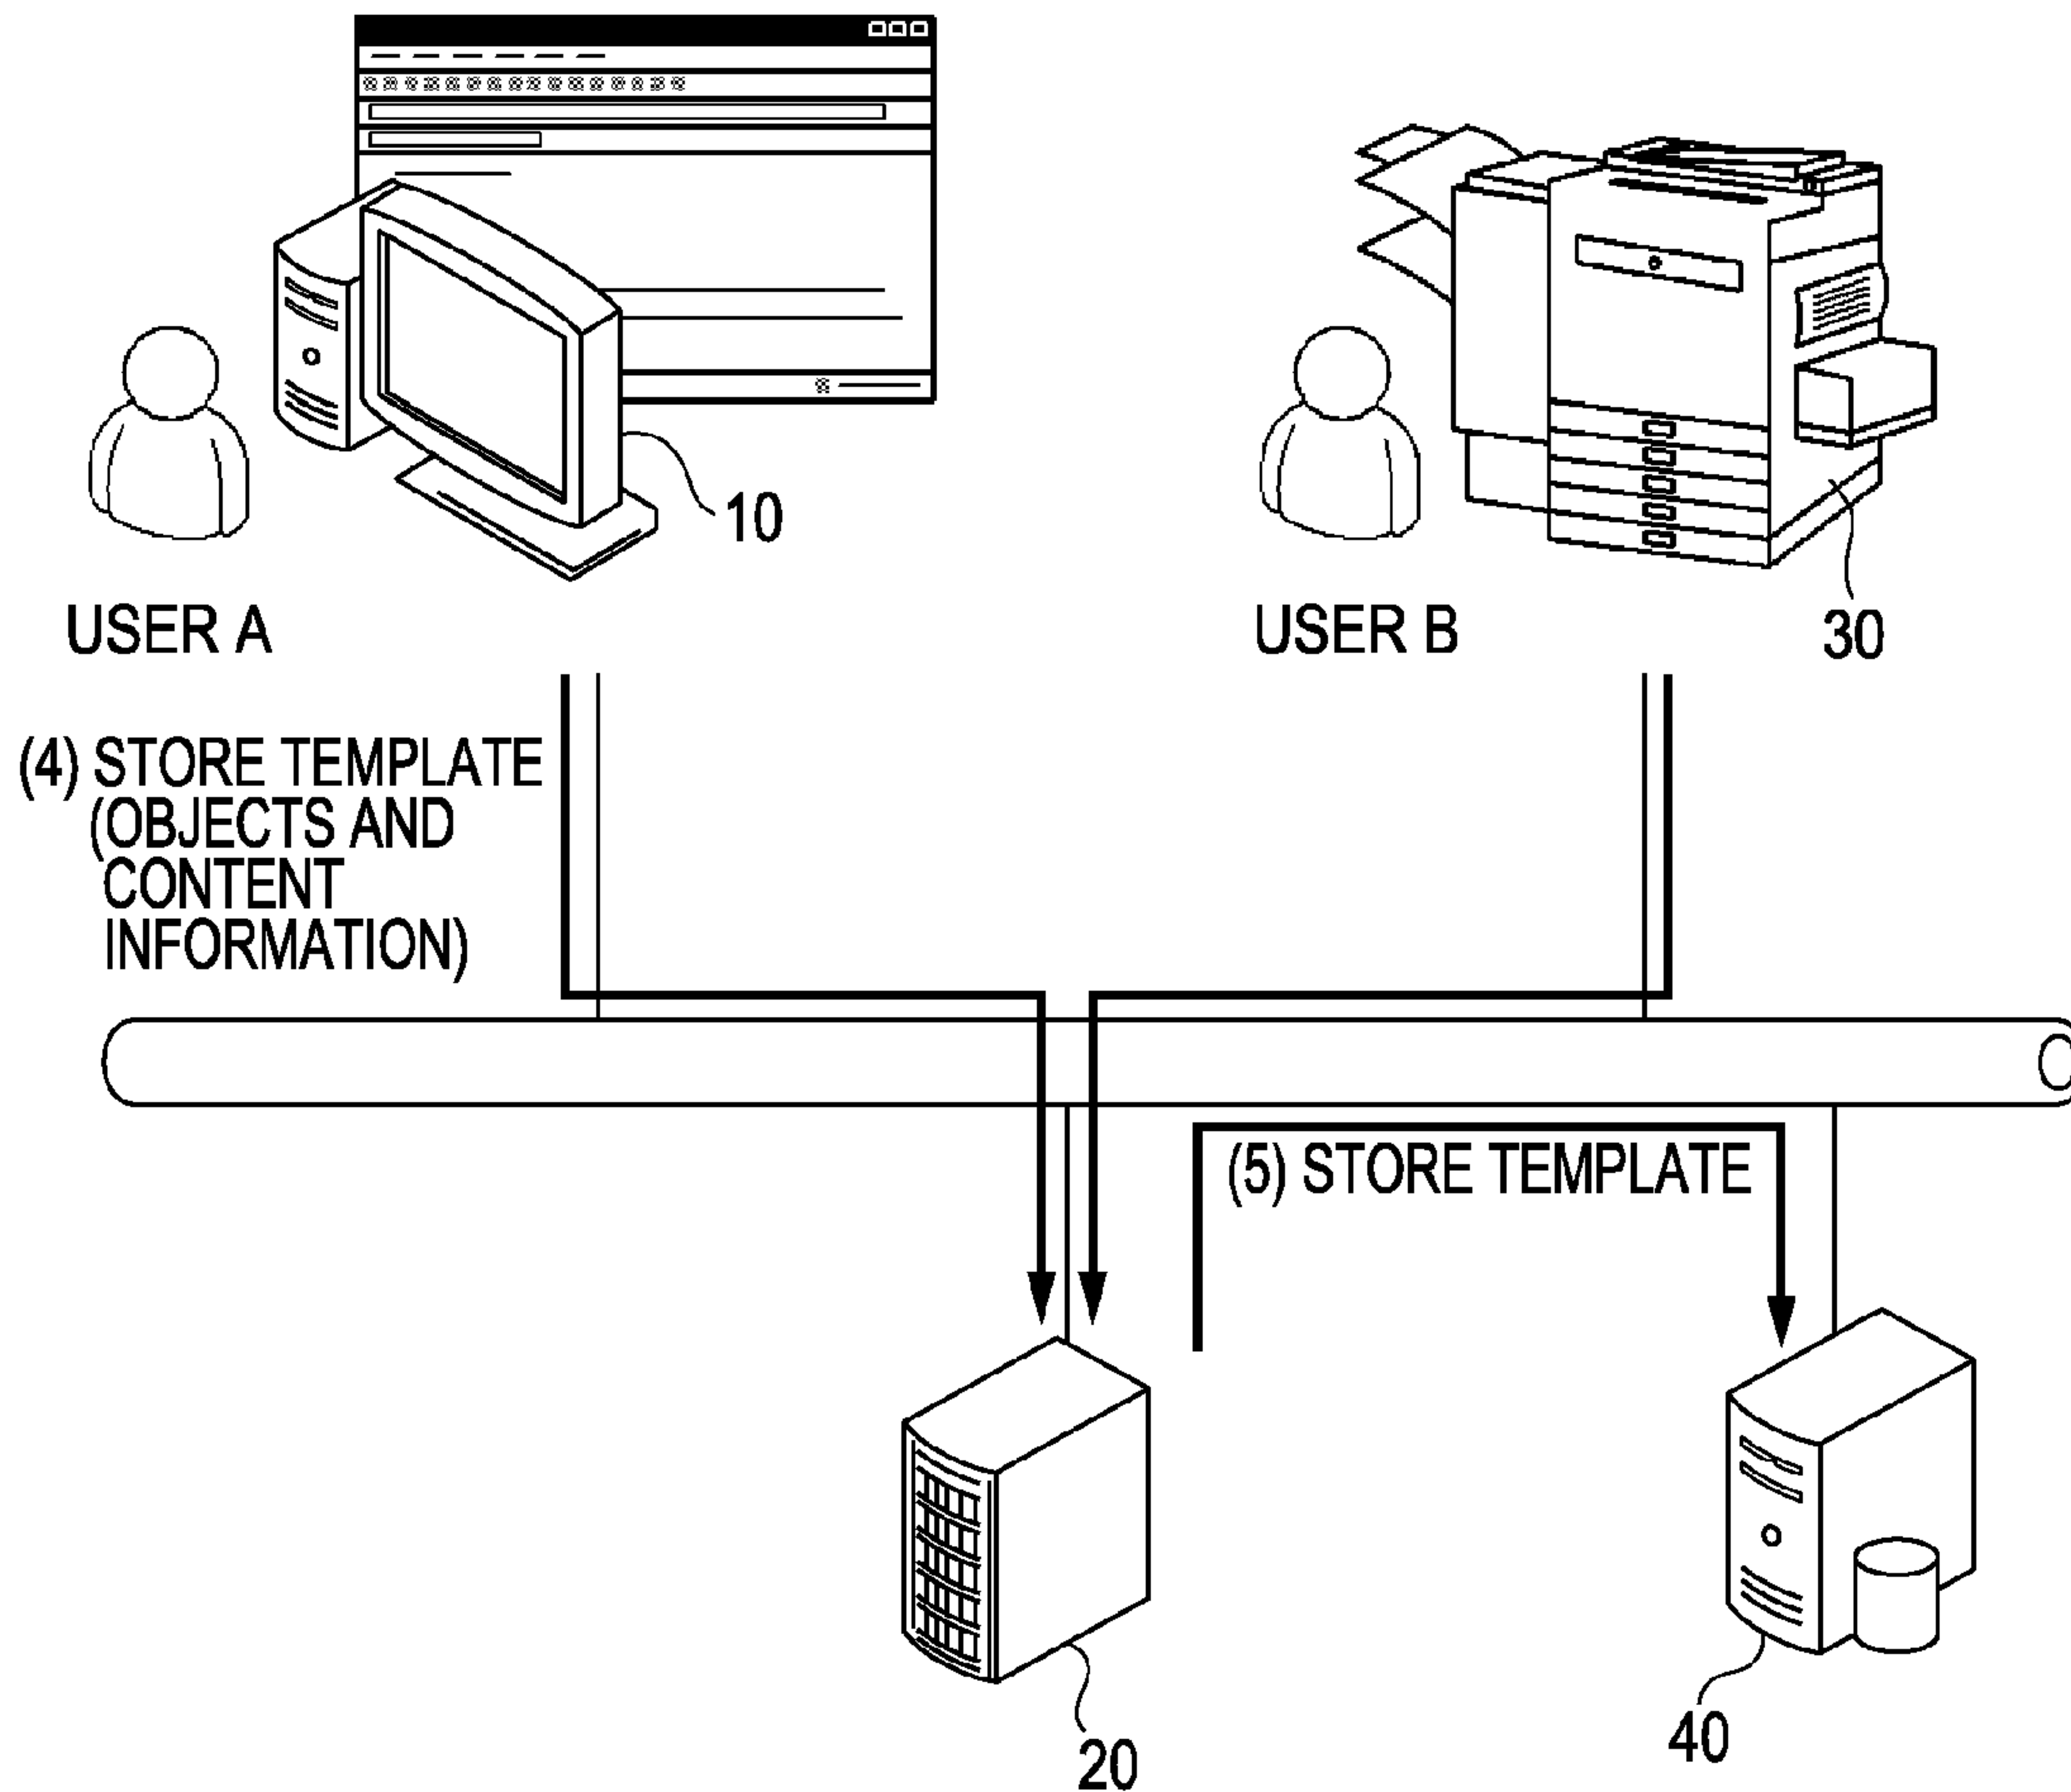 10
USER A
USER B
30
(4) STORE TEMPLATE
(OBJECTS AND
CONTENT
INFORMATION)
(5) STORE TEMPLATE
20
40